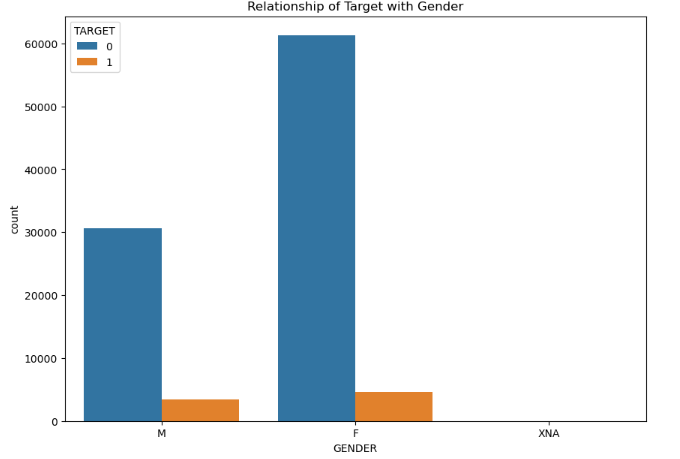 Relationship of Target with Gender
TARGET
0
1
60000
50000
40000
30000
20000
10000
0
count
M
F
XNA
GENDER